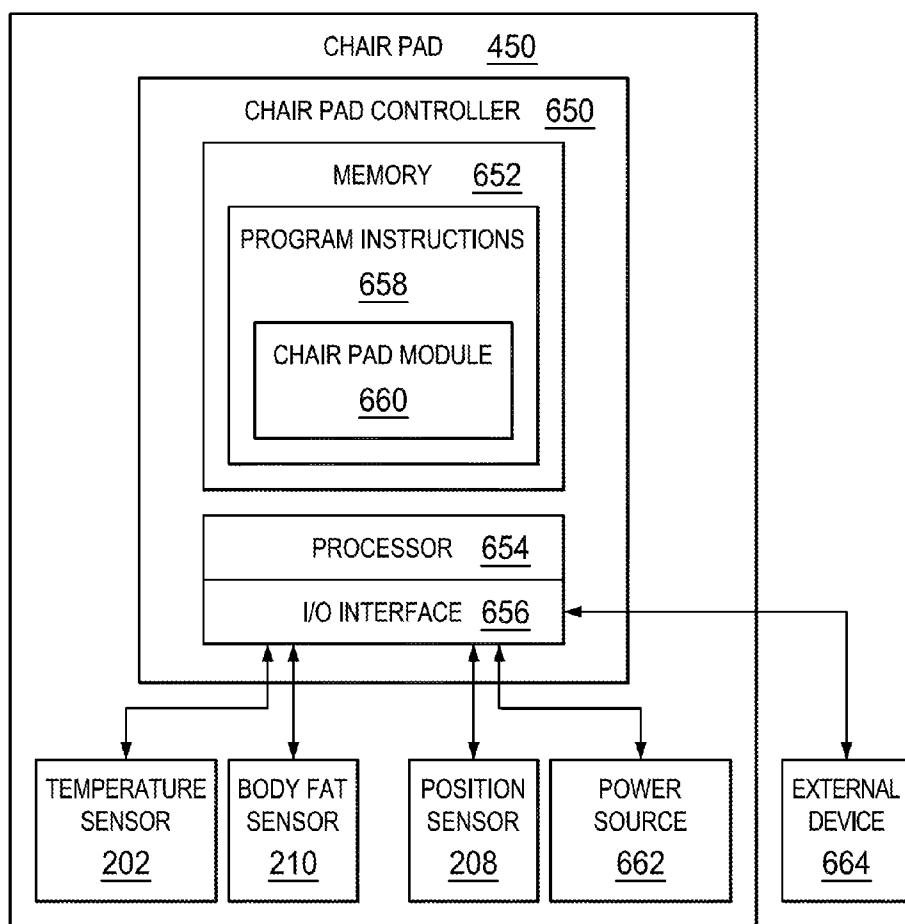 CHAIR PAD 450
CHAIR PAD CONTROLLER 650
MEMORY 652
PROGRAM INSTRUCTIONS
658
CHAIR PAD MODULE
660
PROCESSOR 654
I/O INTERFACE 656
TEMPERATURE
SENSOR
202
BODY FAT
SENSOR
210
POSITION
SENSOR
208
POWER
SOURCE
662
EXTERNAL
DEVICE
664